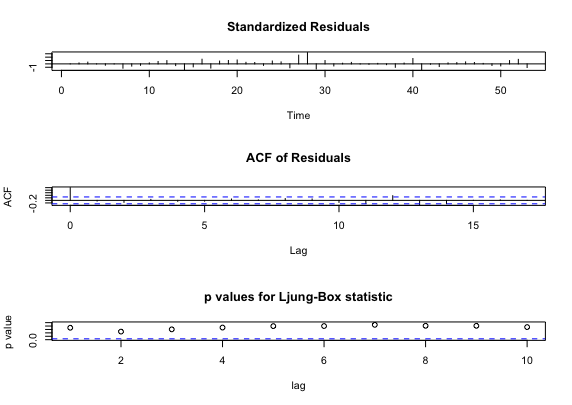 Standardized Residuals
-1
0 10 20 30 40 50
Time
ACF of Residuals
ACF
-0.2
0 5 10 15
Lag
p values for Ljung-Box statistic
p value
0.0
2 4 6 8 10
lag